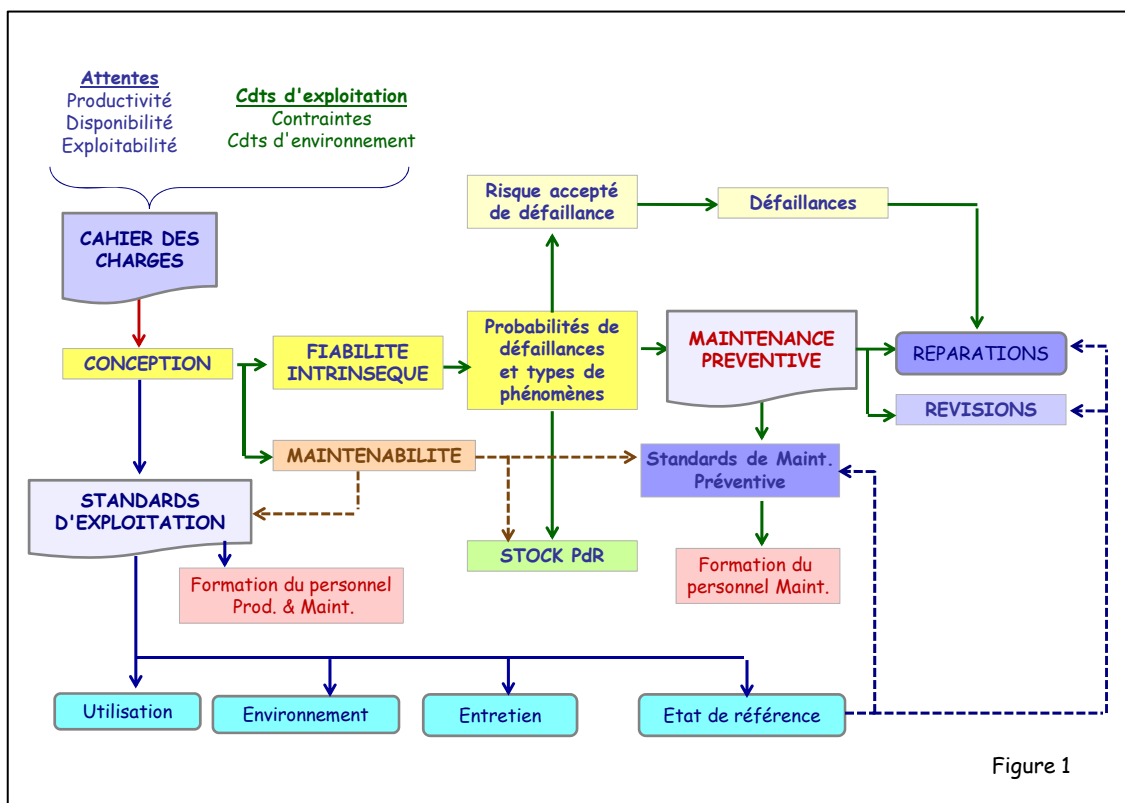 Attentes
Productivité
Disponibilité
Exploitabilité
Cdts d'exploitation
Contraintes
Cdts d'environnement
CAHIER DES
CHARGES
Risque accepté
de défaillance
Défaillances
CONCEPTION
FIABILITE
INTRINSEQUE
Probabilités de
défaillances
et types de
phénomènes
MAINTENANCE
PREVENTIVE
REPARATIONS
REVISIONS
MAINTENABILITE
Standards de Maint.
Préventive
STANDARDS
D'EXPLOITATION
STOCK PdR
Formation du personnel
Prod. & Maint.
Formation du
personnel Maint.
Utilisation
Environnement
Entretien
Etat de référence
Figure 1